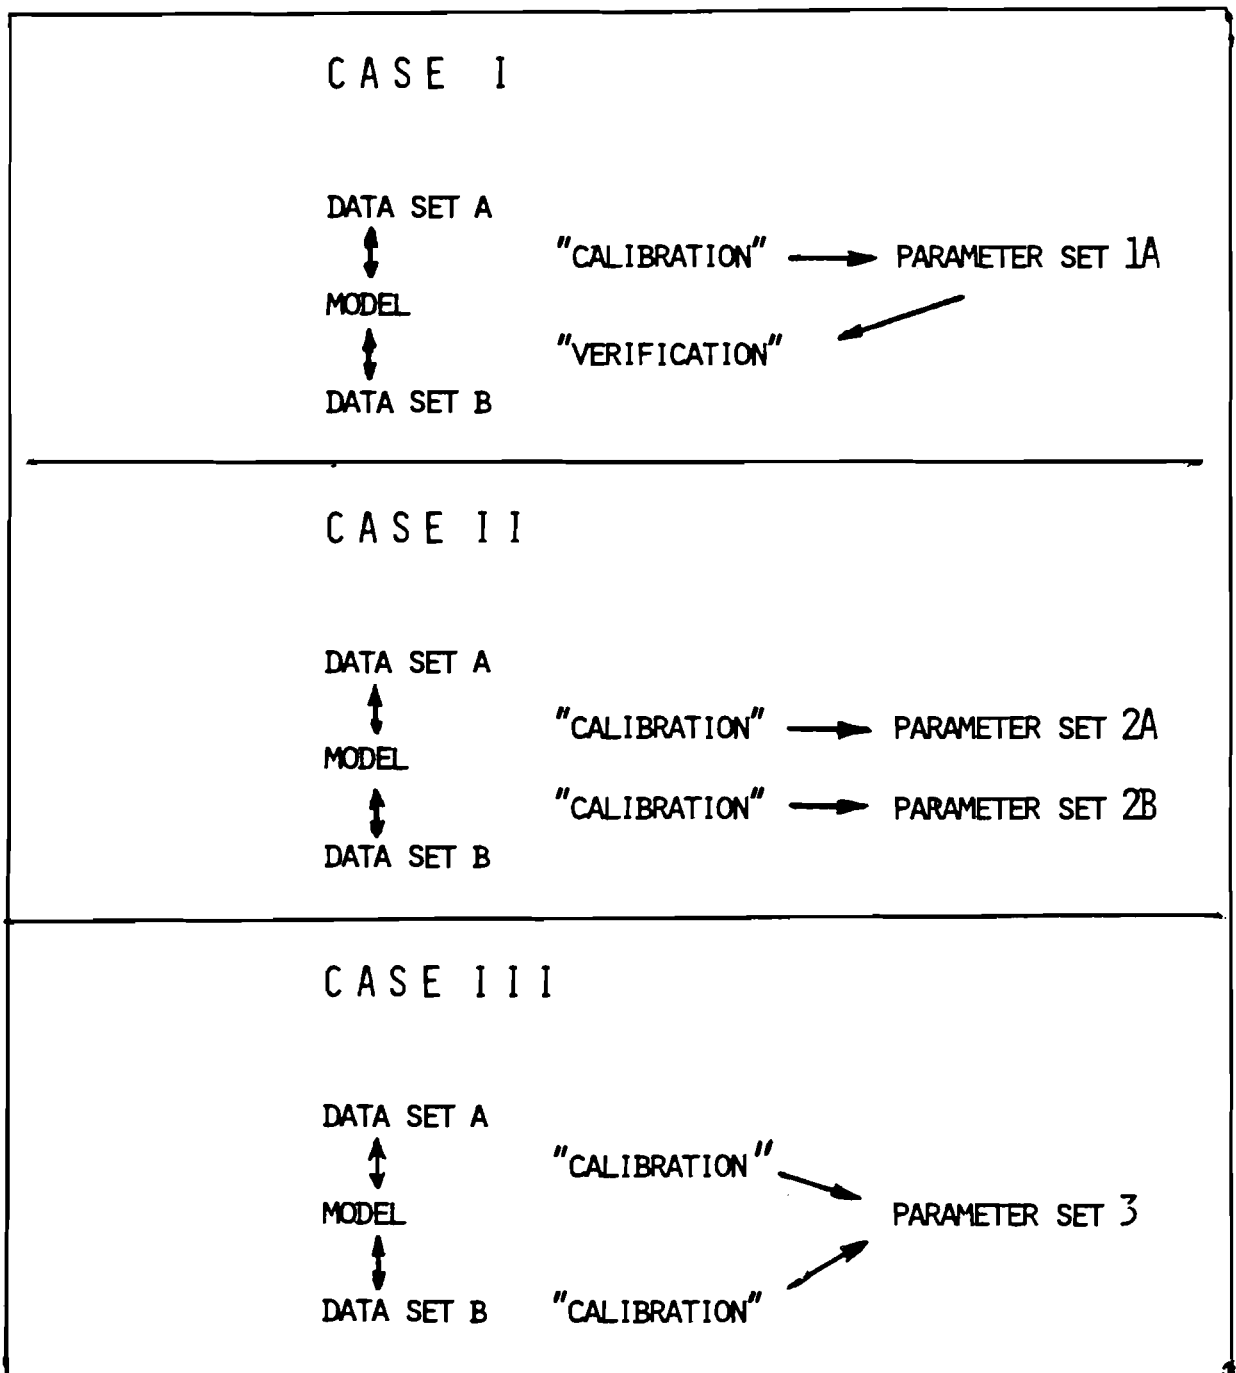 CASE I
DATA SET A
"CALIBRATION" PARAMETER SET 1A
MODEL
"VERIFICATION"
DATA SET B
CASE II
DATA SET A
"CALIBRATION" PARAMETER SET 2A
MODEL
"CALIBRATION" PARAMETER SET 2B
DATA SET B
CASE III
DATA SET A
"CALIBRATION"
MODEL PARAMETER SET 3
DATA SET B "CALIBRATION"